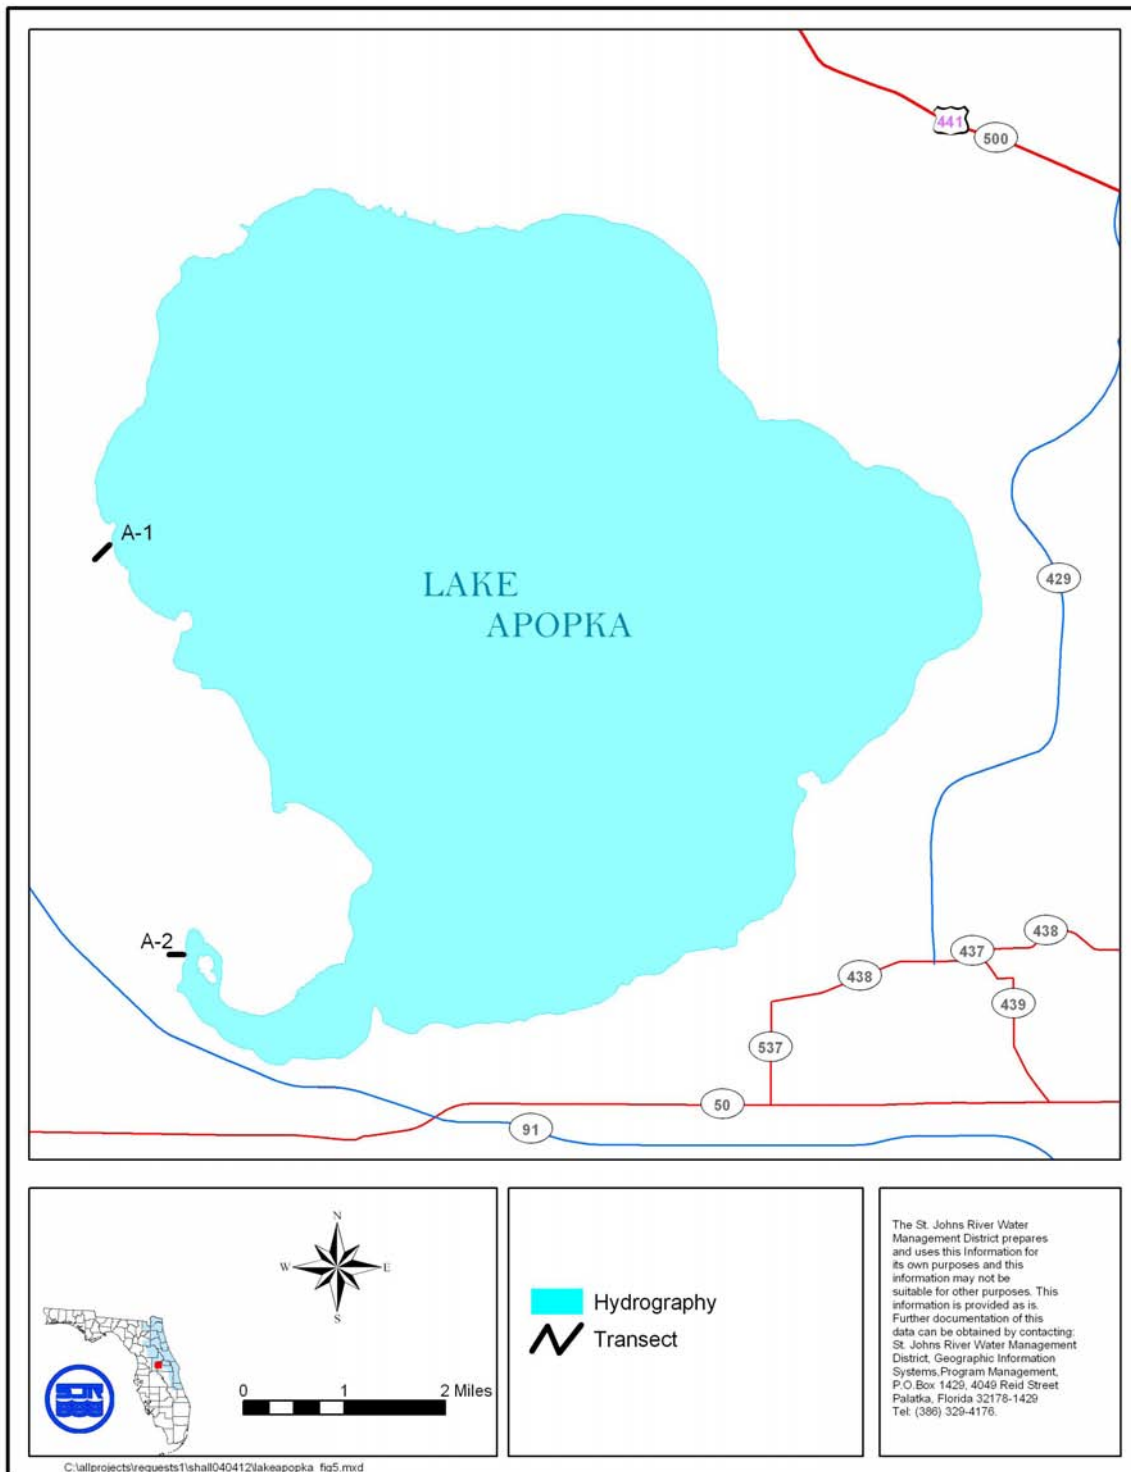 441
500
A-1
LAKE
APOPKA
429
A-2
438
437
438
439
537
50
91
N
W
E
S
0
1
2 Miles
C:\allprojects\requests1\shall040412\lakeapopka_fig5.mxd
Hydrography
Transect
The St. Johns River Water
Management District prepares
and uses this Information for
its own purposes and this
information may not be
suitable for other purposes. This
information is provided as is.
Further documentation of this
data can be obtained by contacting:
St. Johns River Water Management
District, Geographic Information
Systems,Program Management,
P.O.Box 1429, 4049 Reid Street
Palatka, Florida 32178-1429
Tel: (386) 329-4176.